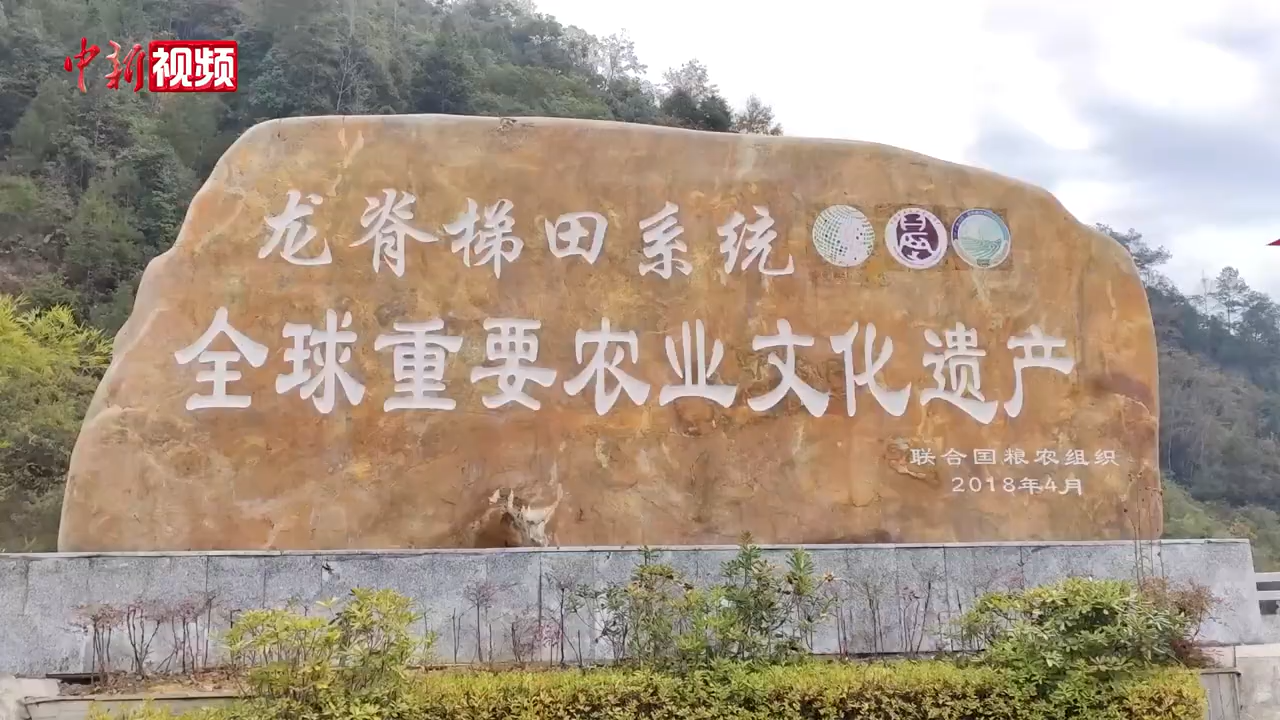 中新视频
龙脊梯田系统
全球重要农业文化遗产
联合国粮农组织
2018年4月